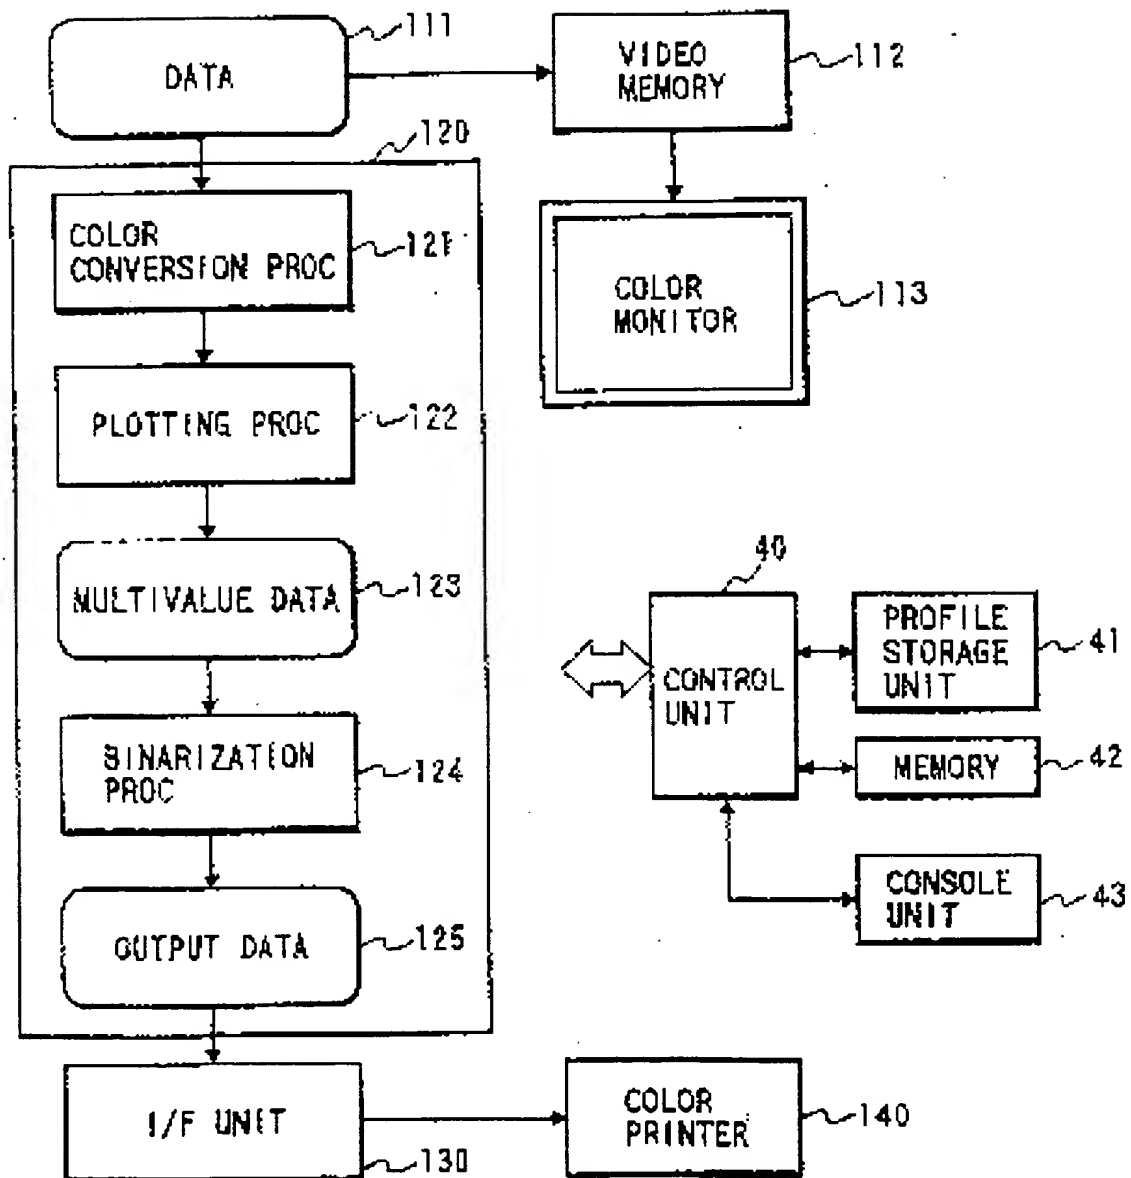 111
DATA
VIDEO
MEMORY
112
120
COLOR
CONVERSION PROC
121
COLOR
MONITOR
113
PLOTTING PROC
122
MULTIVALUE DATA
123
40
CONTROL
UNIT
PROFILE
STORAGE
UNIT
41
BINARIZATION
PROC
124
MEMORY
42
CONSOLE
UNIT
43
OUTPUT DATA
125
I/F UNIT
130
COLOR
PRINTER
140